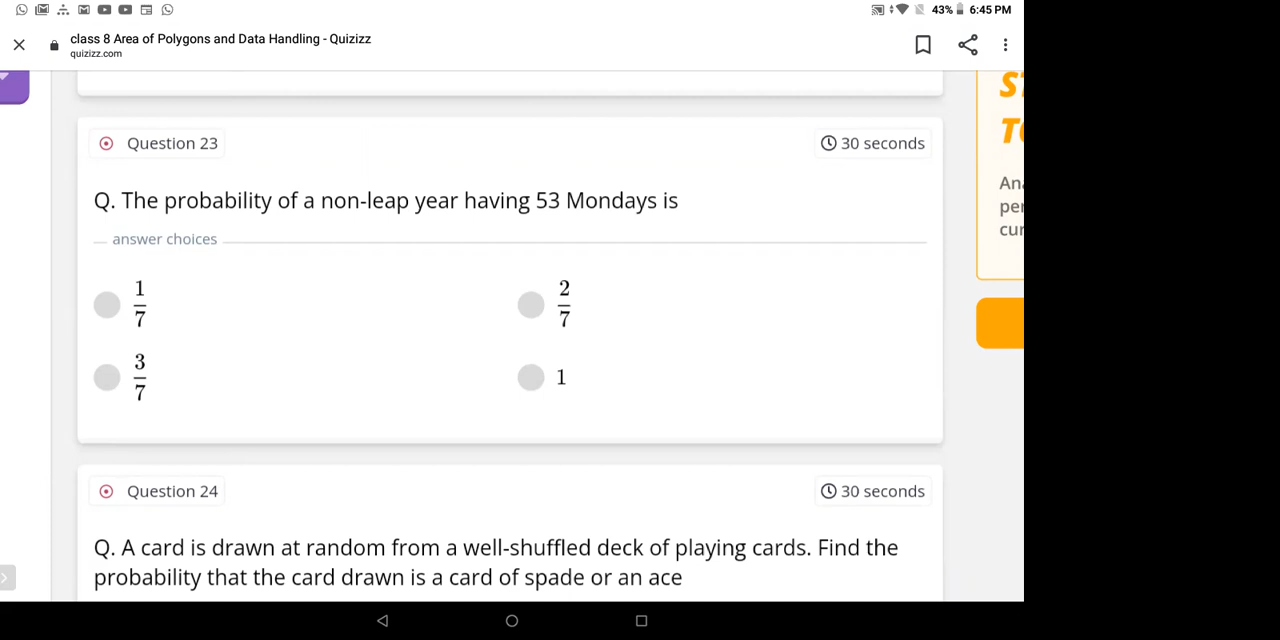 43% 6:45 PM
class 8 Area of Polygons and Data Handling - Quizizz
quizizz.com
Question 23
30 seconds
Q. The probability of a non-leap year having 53 Mondays is
answer choices
1/7
2/7
3/7
1
Question 24
30 seconds
Q. A card is drawn at random from a well-shuffled deck of playing cards. Find the
probability that the card drawn is a card of spade or an ace